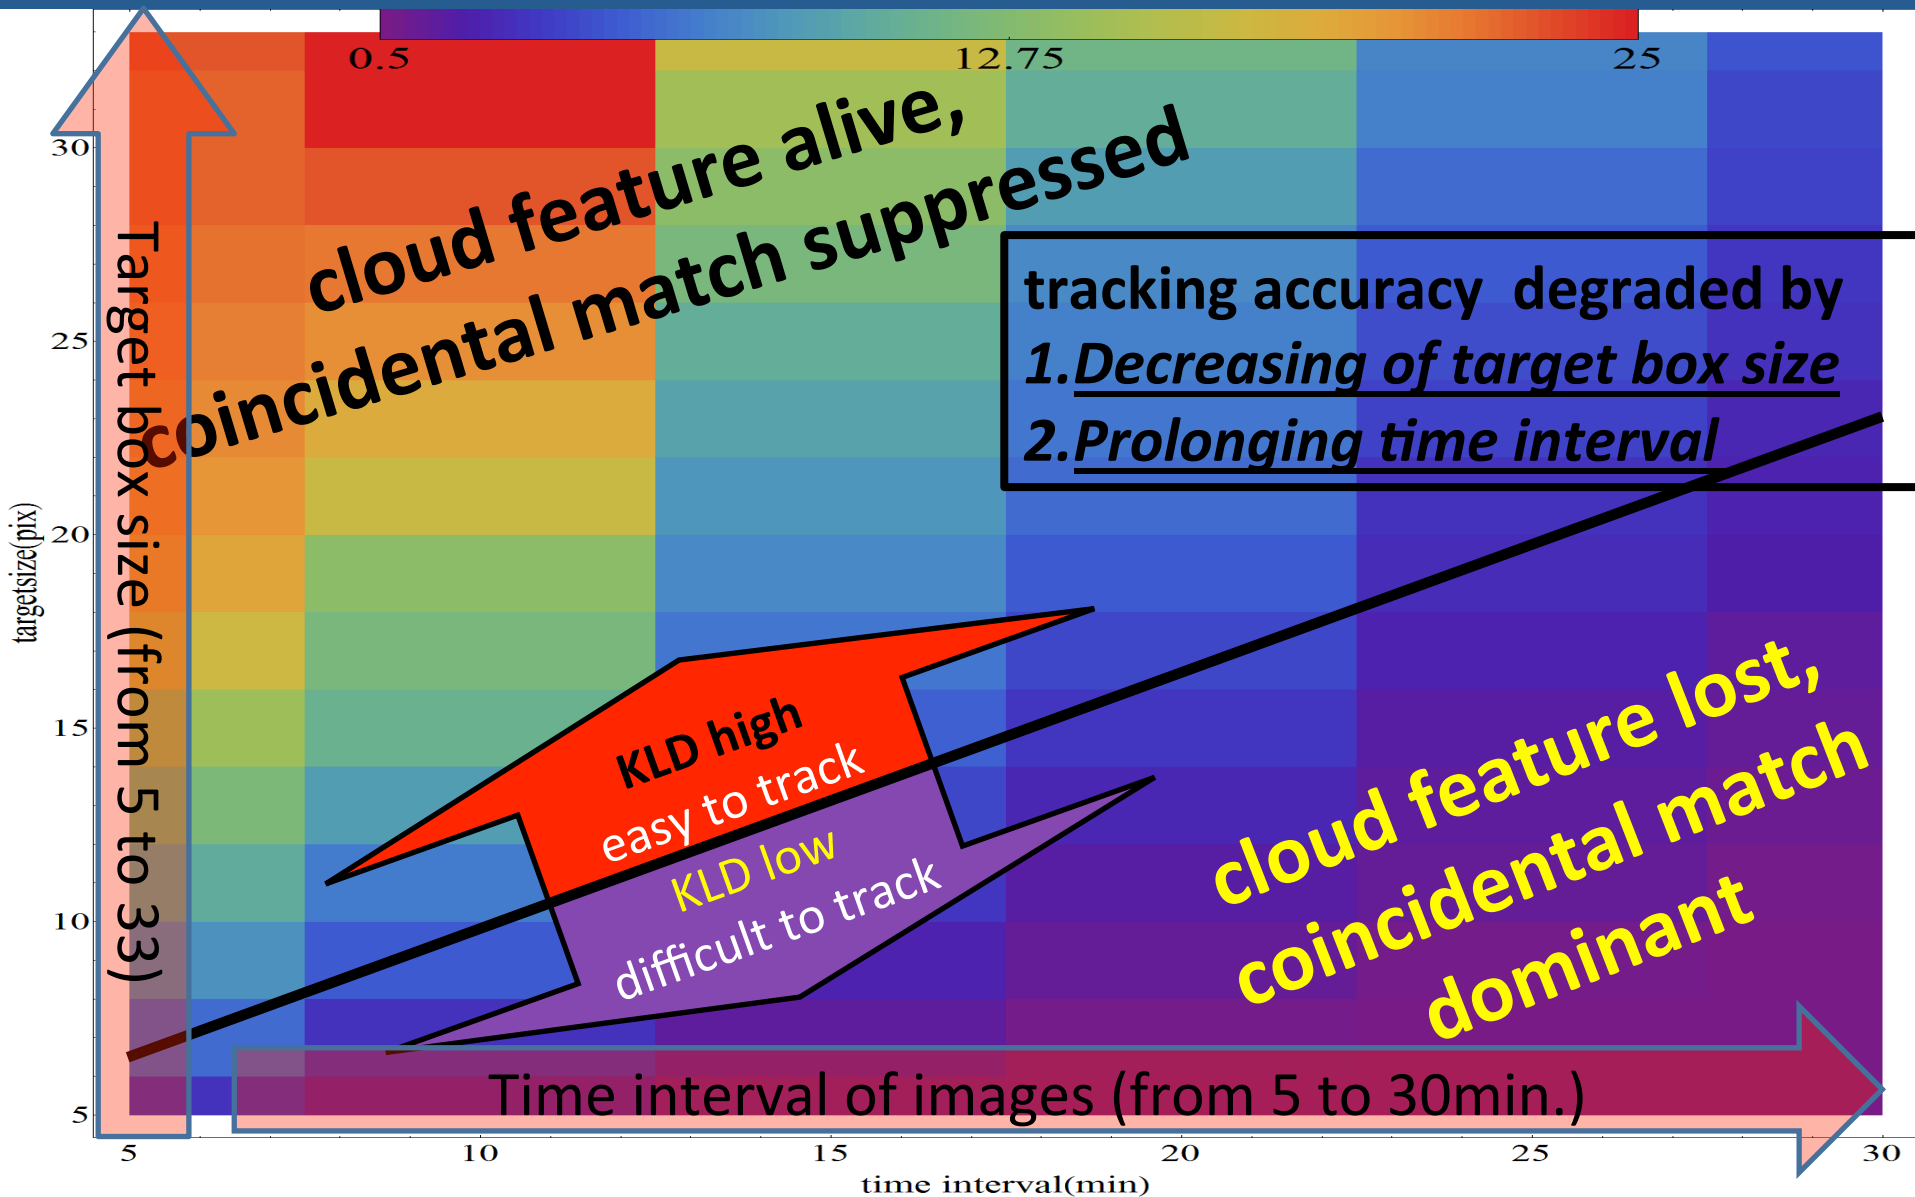 0.5 12.75 25
cloud feature alive,
coincidental match suppressed
tracking accuracy degraded by
1.Decreasing of target box size
2.Prolonging time interval
Target box size (from 5 to 33)
targetsize(pix)
30
25
20
15
10
5
KLD high
easy to track
KLD low
difficult to track
cloud feature lost,
coincidental match
dominant
Time interval of images (from 5 to 30min.)
5 10 15 20 25 30
time interval(min)